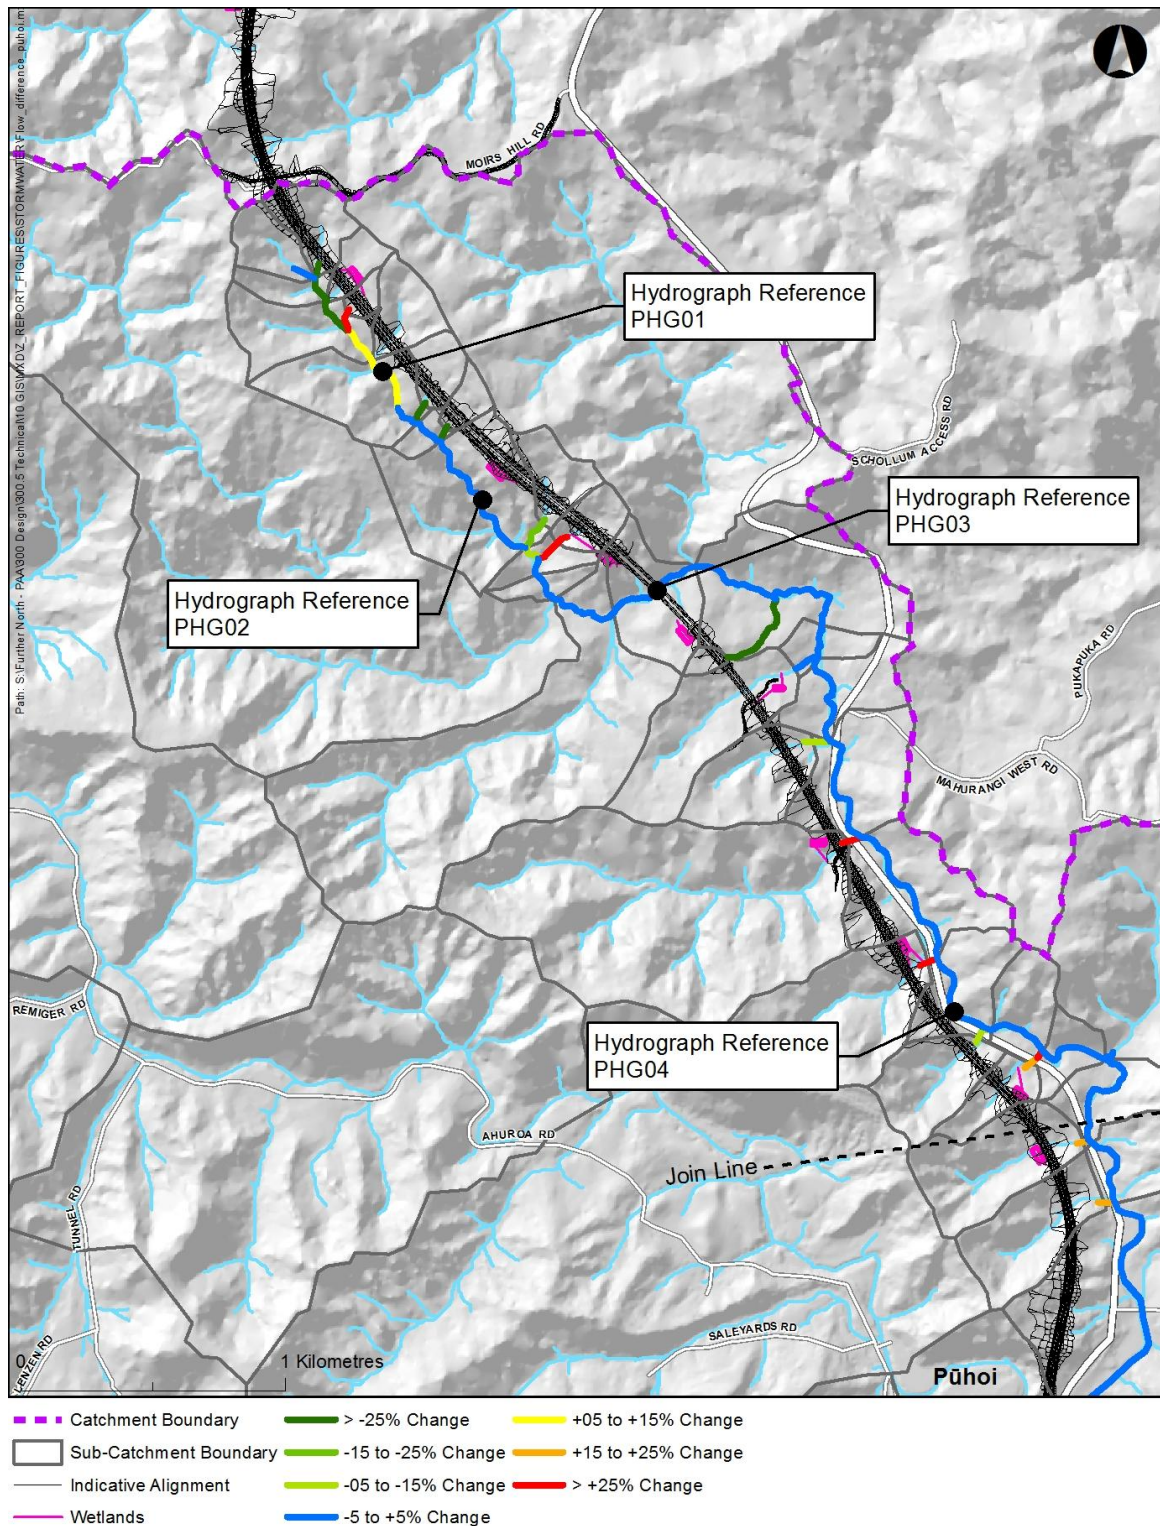 Path: S:\Further North - PAA\300 Design\300.5 Technical\10 GIS\MXD\Z_REPORT_FIGURES\STORMWATER\Flow_difference_puhoi.m
MOIRS HILL RD
Hydrograph Reference
PHG01
SCHOLLUM ACCESS RD
Hydrograph Reference
PHG03
Hydrograph Reference
PHG02
PUKAPUKA RD
MAHURANGI WEST RD
REMIGER RD
Hydrograph Reference
PHG04
AHUROA RD
Join Line
TUNNEL RD
SALEYARDS RD
LENZEN RD
0
1 Kilometres
Pūhoi
Catchment Boundary
> -25% Change
+05 to +15% Change
Sub-Catchment Boundary
-15 to -25% Change
+15 to +25% Change
Indicative Alignment
-05 to -15% Change
> +25% Change
Wetlands
-5 to +5% Change